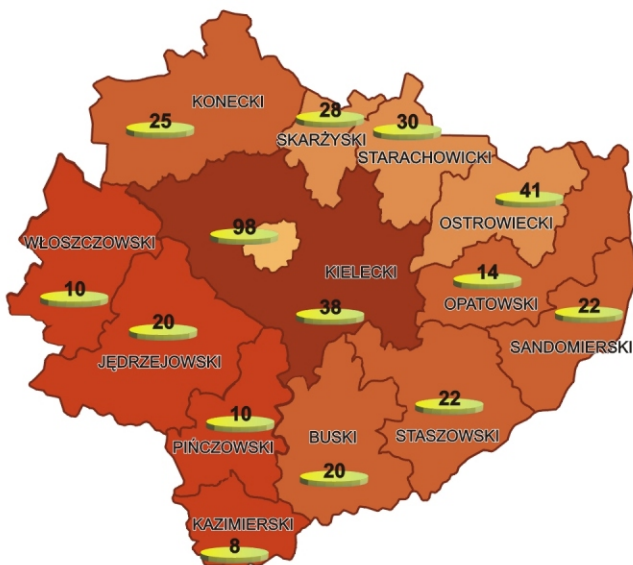 KONECKI
25
28
SKARŻYSKI
30
STARACHOWICKI
41
OSTROWIECKI
98
WŁOSZCZOWSKI
10
KIELECKI
38
14
OPATOWSKI
22
SANDOMIERSKI
20
JĘDRZEJOWSKI
10
PIŃCZOWSKI
22
STASZOWSKI
BUSKI
20
KAZIMIERSKI
8